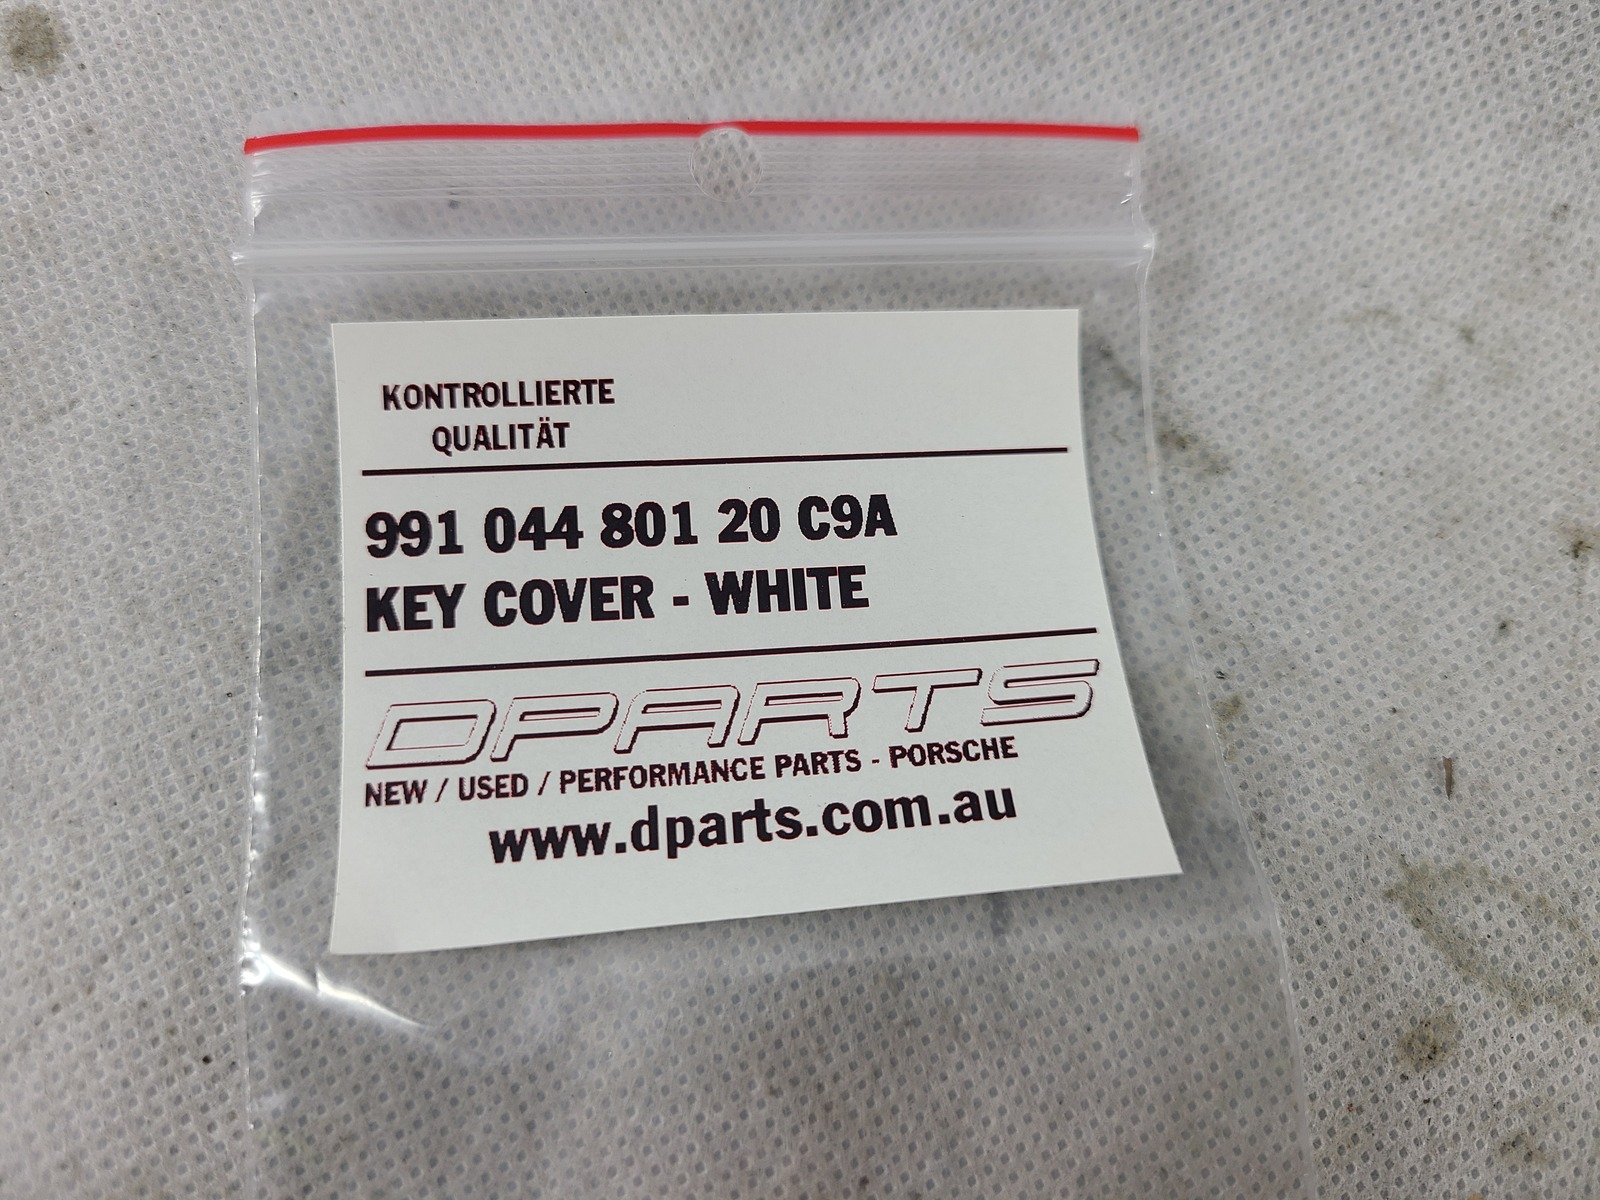 KONTROLLIERTE
QUALITÄT
991 044 801 20 C9A
KEY COVER - WHITE
DPARTS
NEW / USED / PERFORMANCE PARTS - PORSCHE
www.dparts.com.au